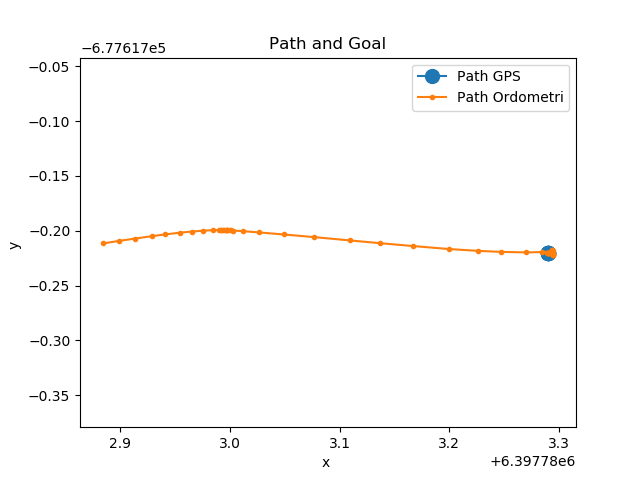 Path and Goal
−6.77617e5
Path GPS
Path Ordometri
−0.05
−0.10
−0.15
−0.20
−0.25
−0.30
−0.35
y
2.9 3.0 3.1 3.2 3.3
x
+6.39778e6